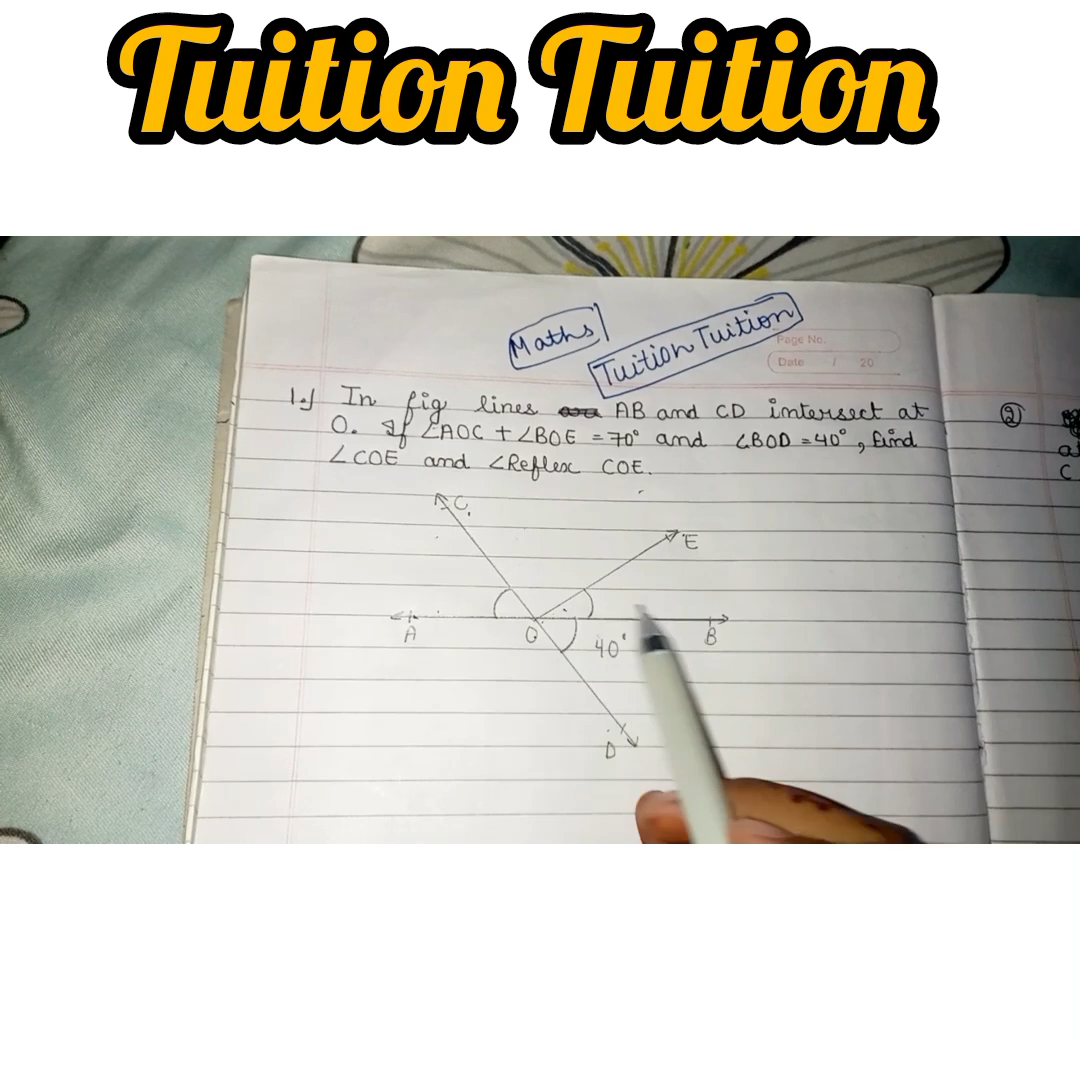 Tuition Tuition
Maths
Tuition Tuition
Page No.
Date / 20
1.) In fig lines AB and CD intersect at
O. If ∠AOC + ∠BOE = 70° and ∠BOD = 40°, find
∠COE and ∠Reflex COE.
②
C
C
E
A
O
40°
B
D